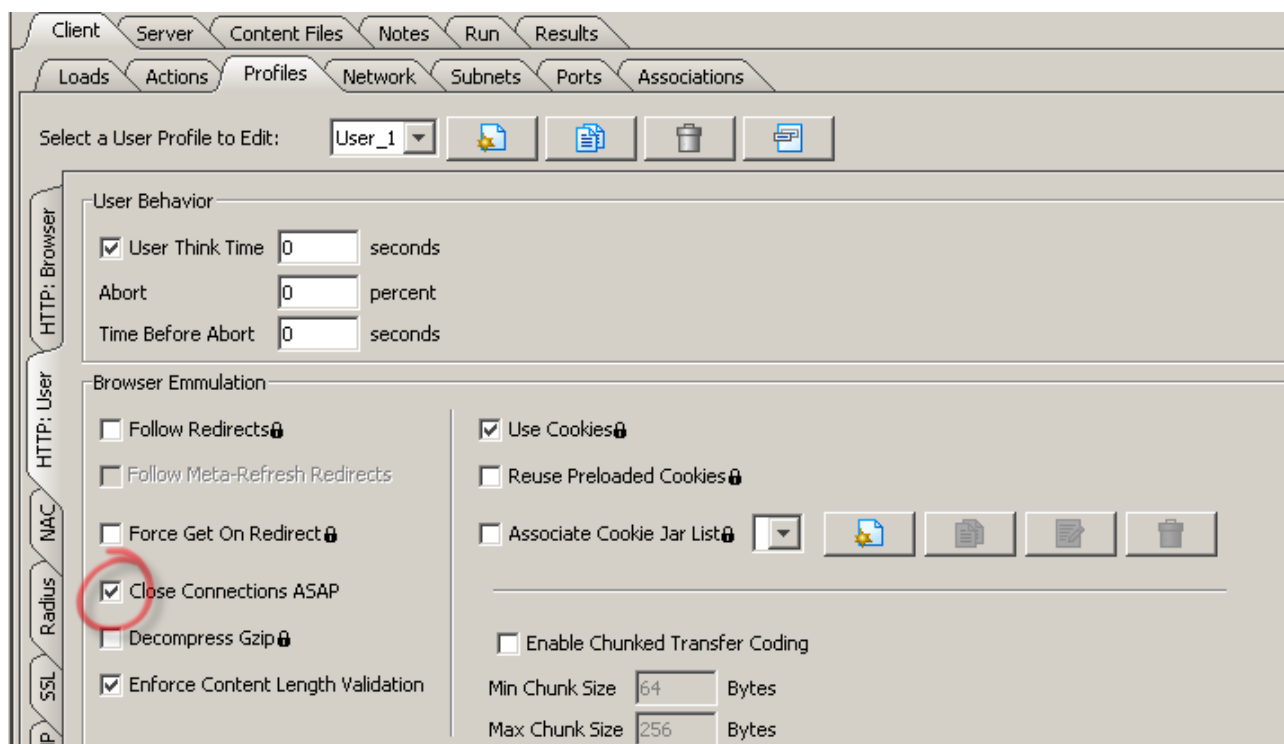 Client Server Content Files Notes Run Results
Loads Actions Profiles Network Subnets Ports Associations
Select a User Profile to Edit: User_1
HTTP: Browser
HTTP: User
NAC
Radius
SSL
User Behavior
User Think Time 0 seconds
Abort 0 percent
Time Before Abort 0 seconds
Browser Emmulation
Follow Redirects
Follow Meta-Refresh Redirects
Force Get On Redirect
Close Connections ASAP
Decompress Gzip
Enforce Content Length Validation
Use Cookies
Reuse Preloaded Cookies
Associate Cookie Jar List
Enable Chunked Transfer Coding
Min Chunk Size 64 Bytes
Max Chunk Size 256 Bytes